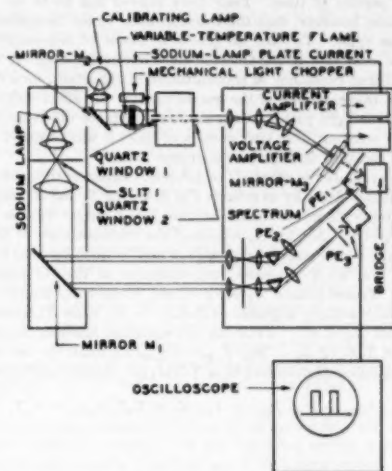 CALIBRATING LAMP
VARIABLE-TEMPERATURE FLAME
MIRROR-M2
SODIUM-LAMP PLATE CURRENT
MECHANICAL LIGHT CHOPPER
CURRENT
AMPLIFIER
VOLTAGE
AMPLIFIER
SODIUM LAMP
QUARTZ
WINDOW 1
SLIT 1
QUARTZ
WINDOW 2
MIRROR-M3
SPECTRUM
PE1
PE2
PE3
BRIDGE
MIRROR M1
OSCILLOSCOPE